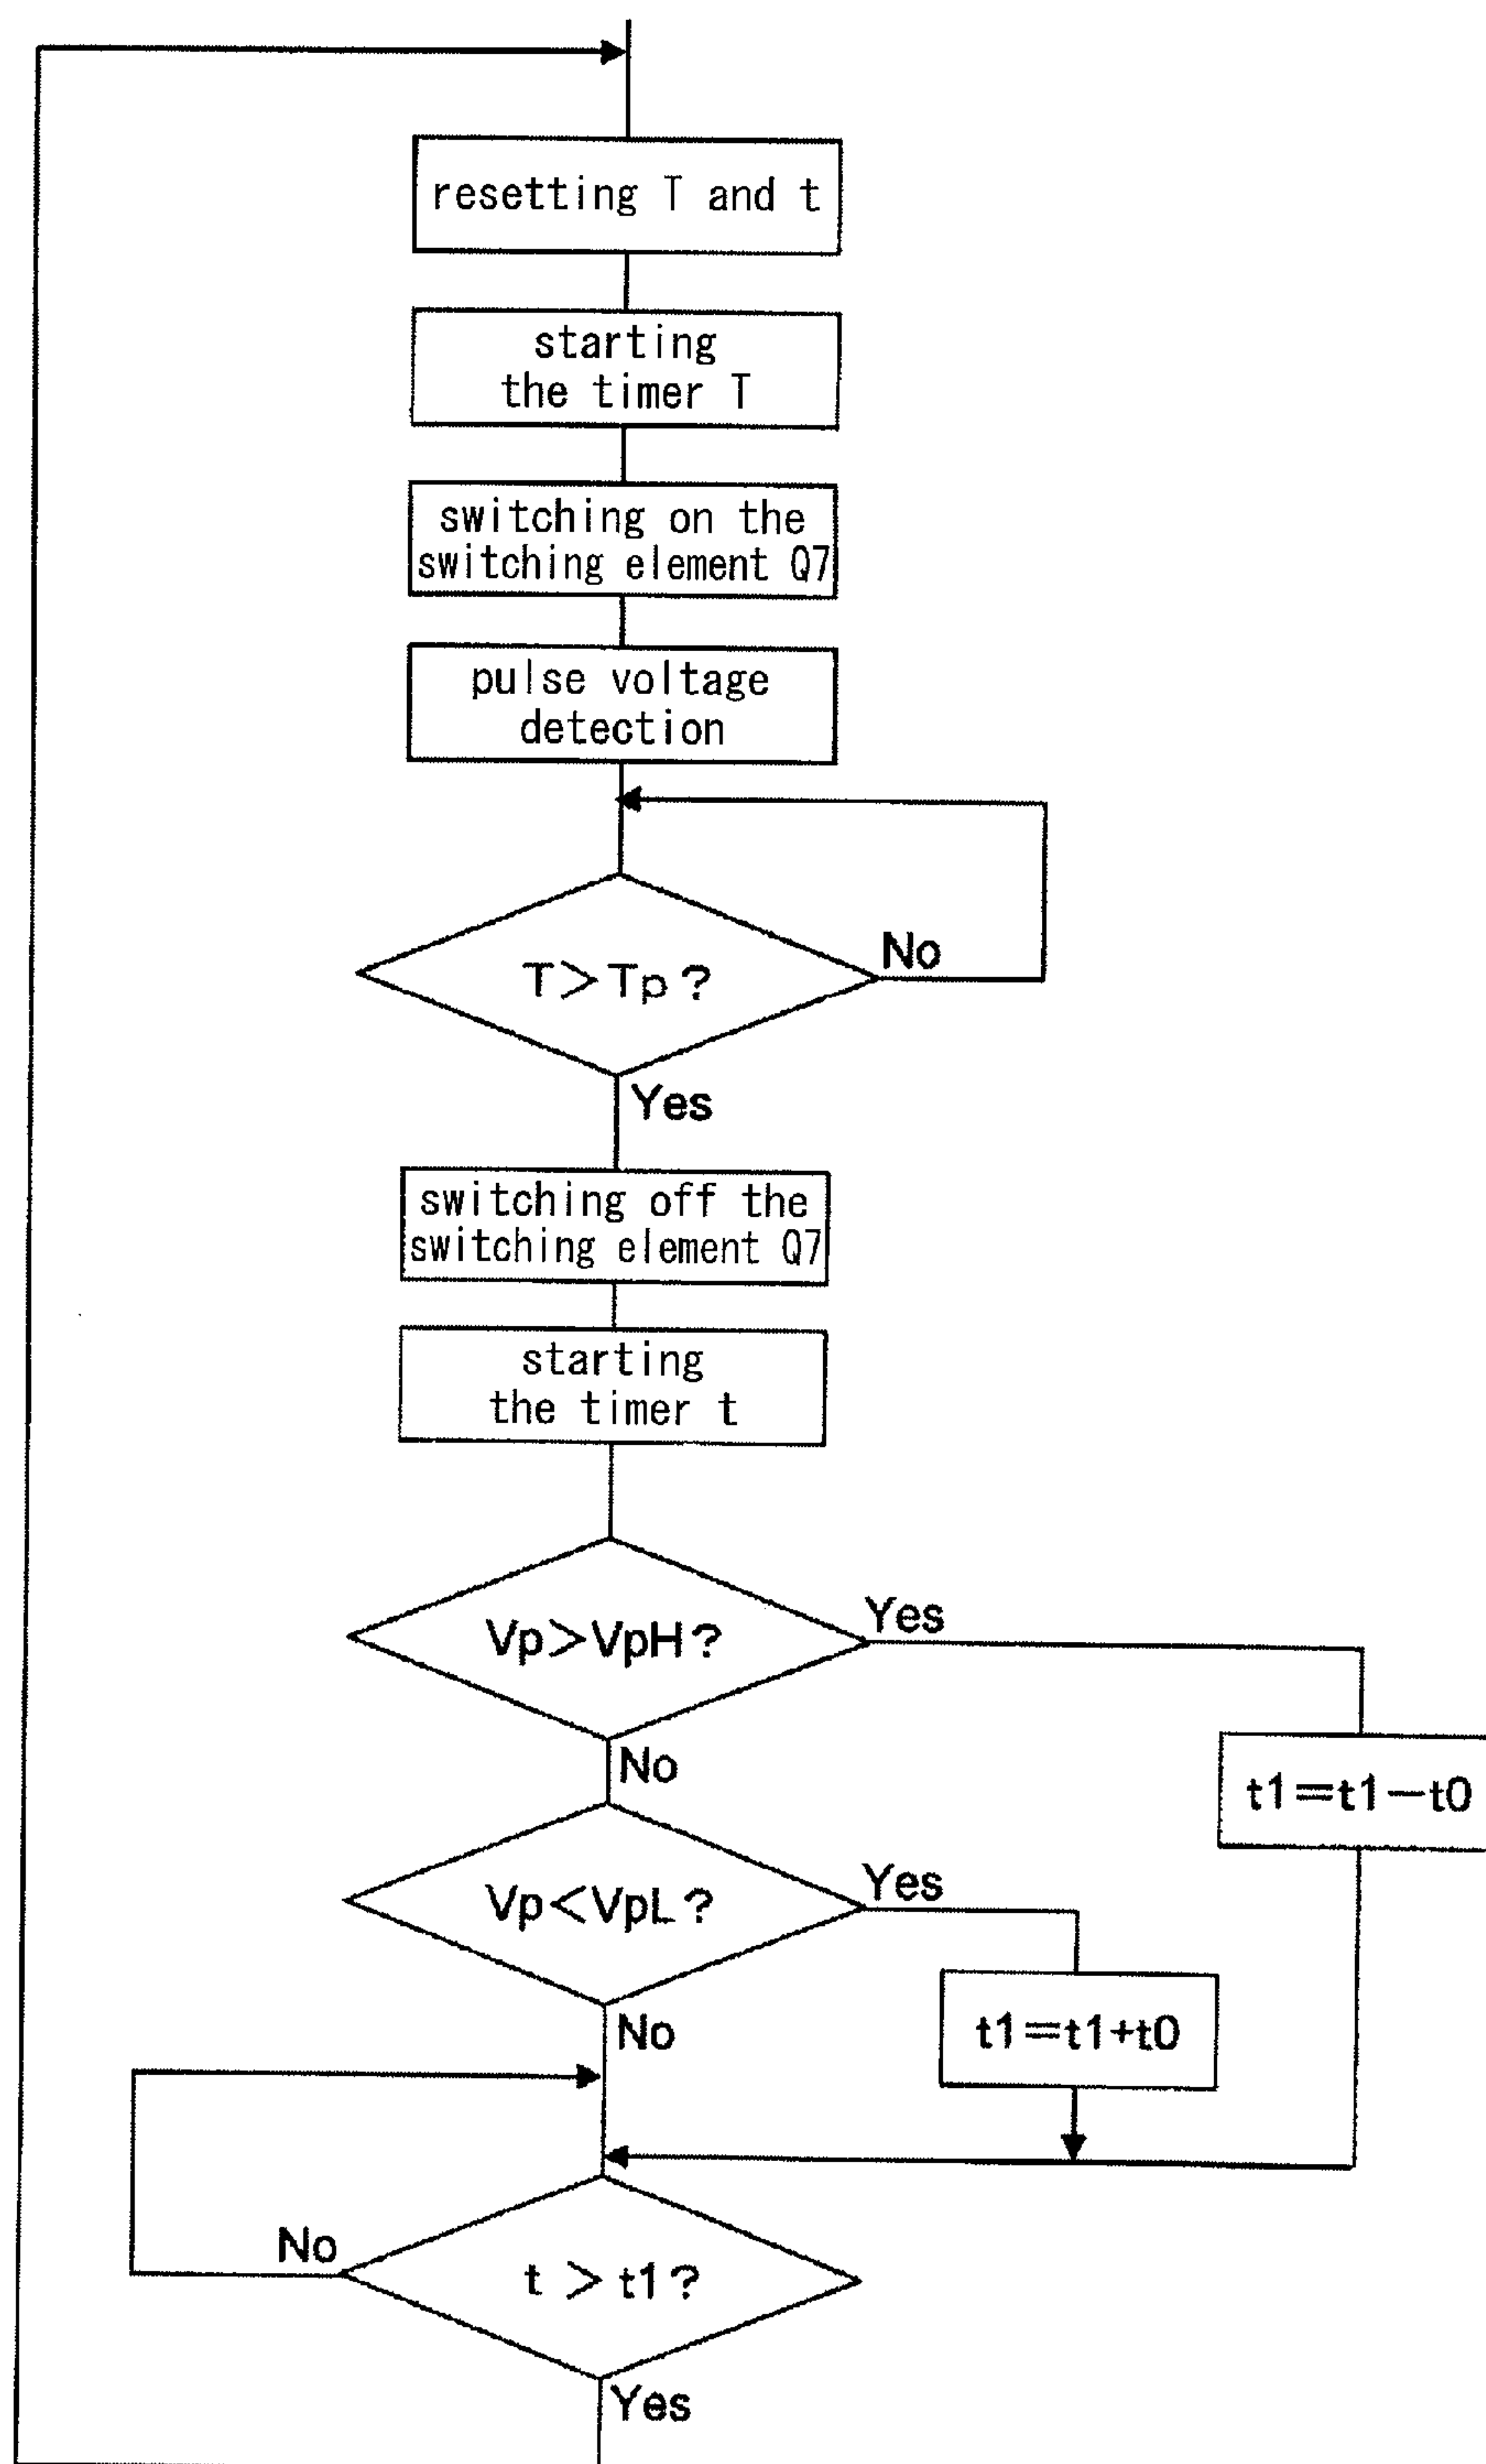 resetting T and t
starting
the timer T
switching on the
switching element Q7
pulse voltage
detection
T>Tp?
No
Yes
switching off the
switching element Q7
starting
the timer t
Vp>VpH?
Yes
No
t1=t1-t0
Vp<VpL?
Yes
No
t1=t1+t0
t > t1?
No
Yes